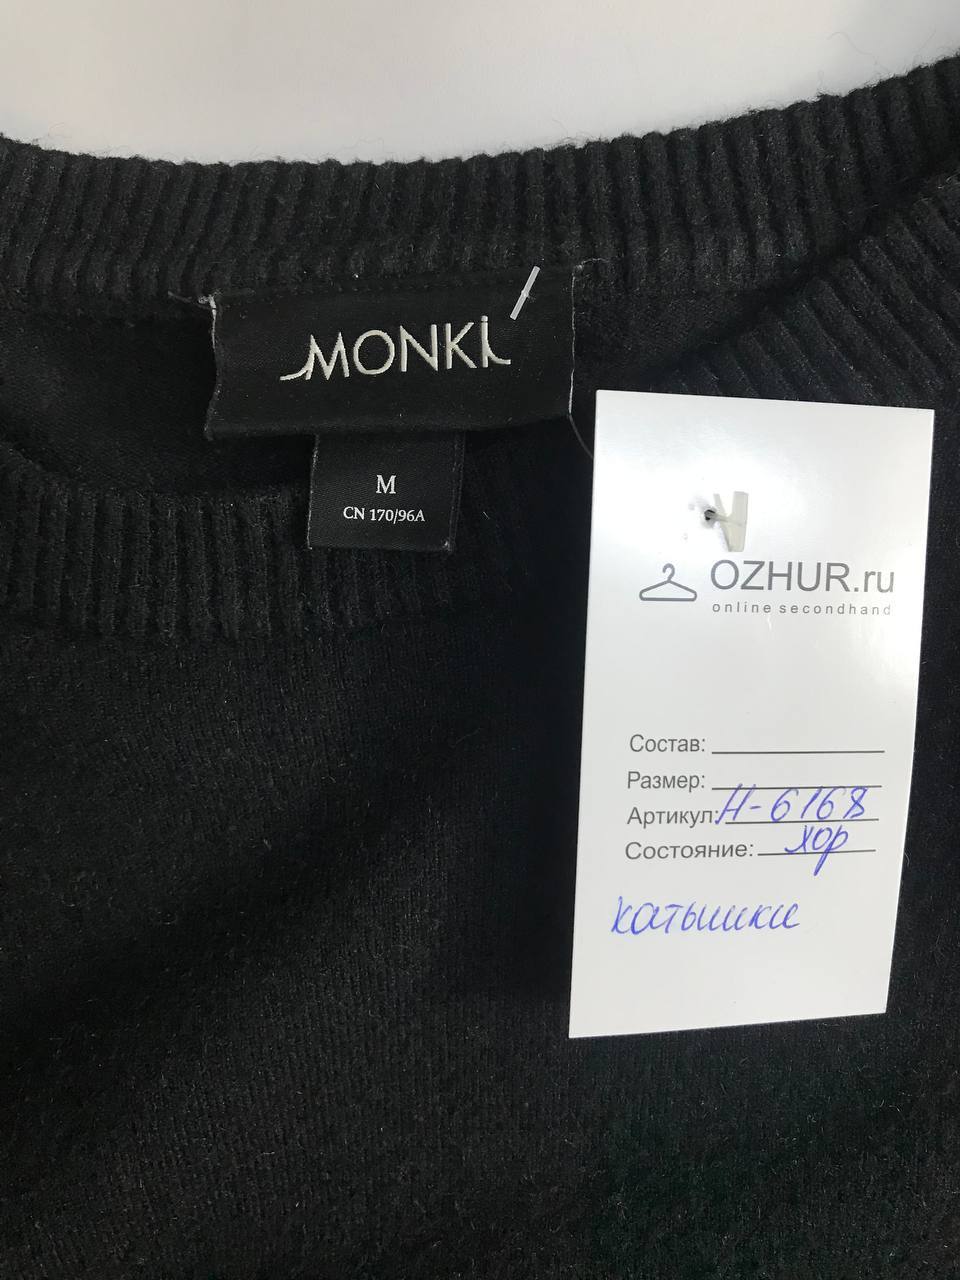 MONKI
M
CN 170/96A
OZHUR.ru
online secondhand
Состав:
Размер:
Артикул: Н-6168
Состояние: хор
катышки